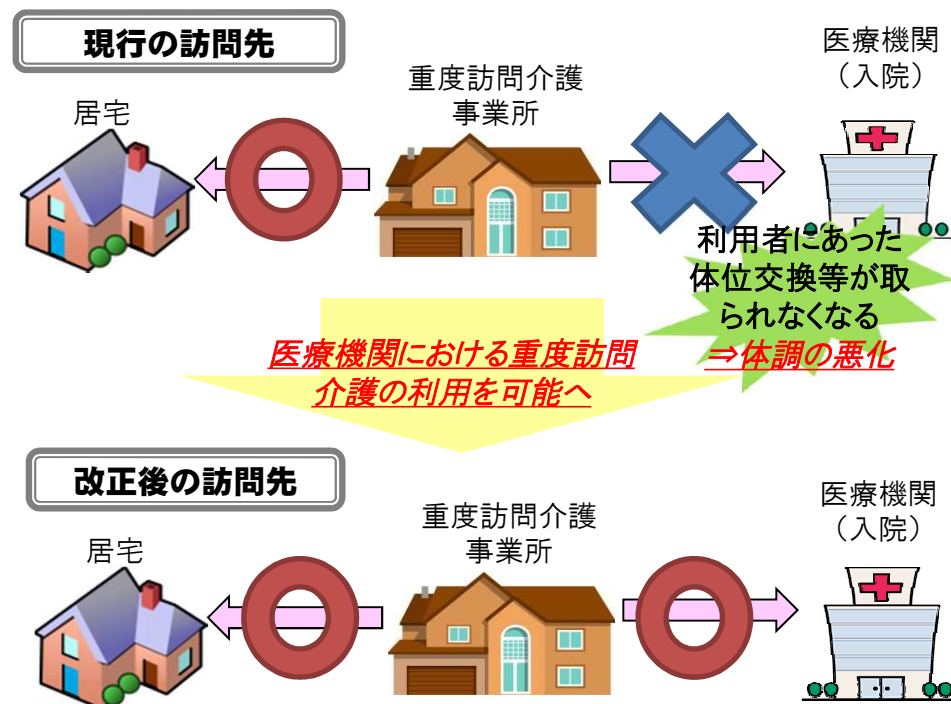 現行の訪問先
医療機関
（入院）
重度訪問介護
事業所
居宅
利用者にあった
体位交換等が取
られなくなる
⇒体調の悪化
医療機関における重度訪問
介護の利用を可能へ
改正後の訪問先
医療機関
（入院）
重度訪問介護
事業所
居宅